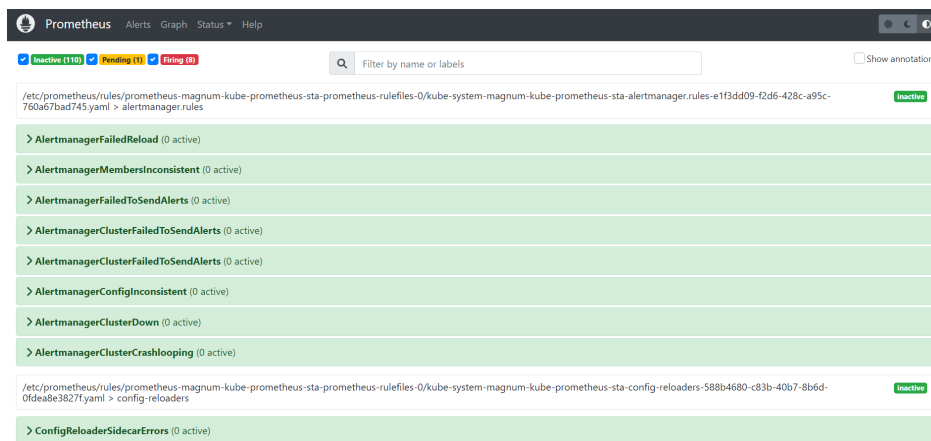 Prometheus Alerts Graph Status Help
Inactive (110) Pending (1) Firing (8) Filter by name or labels Show annotation
/etc/prometheus/rules/prometheus-magnum-kube-prometheus-sta-prometheus-rulefiles-0/kube-system-magnum-kube-prometheus-sta-alertmanager.rules-e1f3dd09-f2d6-428c-a95c-
760a67bad745.yaml > alertmanager.rules
inactive
AlertmanagerFailedReload (0 active)
AlertmanagerMembersInconsistent (0 active)
AlertmanagerFailedToSendAlerts (0 active)
AlertmanagerClusterFailedToSendAlerts (0 active)
AlertmanagerClusterFailedToSendAlerts (0 active)
AlertmanagerConfigInconsistent (0 active)
AlertmanagerClusterDown (0 active)
AlertmanagerClusterCrashlooping (0 active)
/etc/prometheus/rules/prometheus-magnum-kube-prometheus-sta-prometheus-rulefiles-0/kube-system-magnum-kube-prometheus-sta-config-reloaders-588b4680-c83b-40b7-8b6d-
0fdea8e3827f.yaml > config-reloaders
inactive
ConfigReloaderSidecarErrors (0 active)